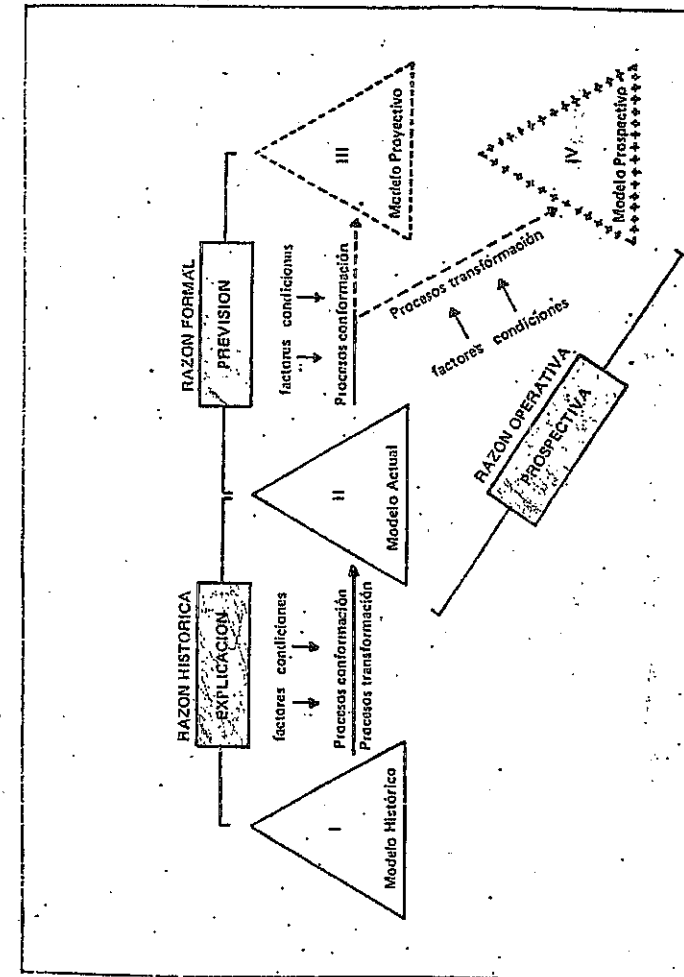 RAZON HISTORICA
EXPLICACION
RAZON FORMAL
PREVISION
factores condiciones
Procesos conformación
Procesos transformación
factores condiciones
Procesos conformación
I
Modelo Histórico
II
Modelo Actual
III
Modelo Proyectivo
Procesos transformación
factores condiciones
IV
Modelo Prospectivo
RAZON OPERATIVA
PROSPECTIVA